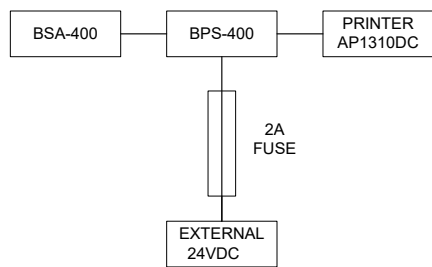 BSA-400
BPS-400
PRINTER
AP1310DC
2A
FUSE
EXTERNAL
24VDC